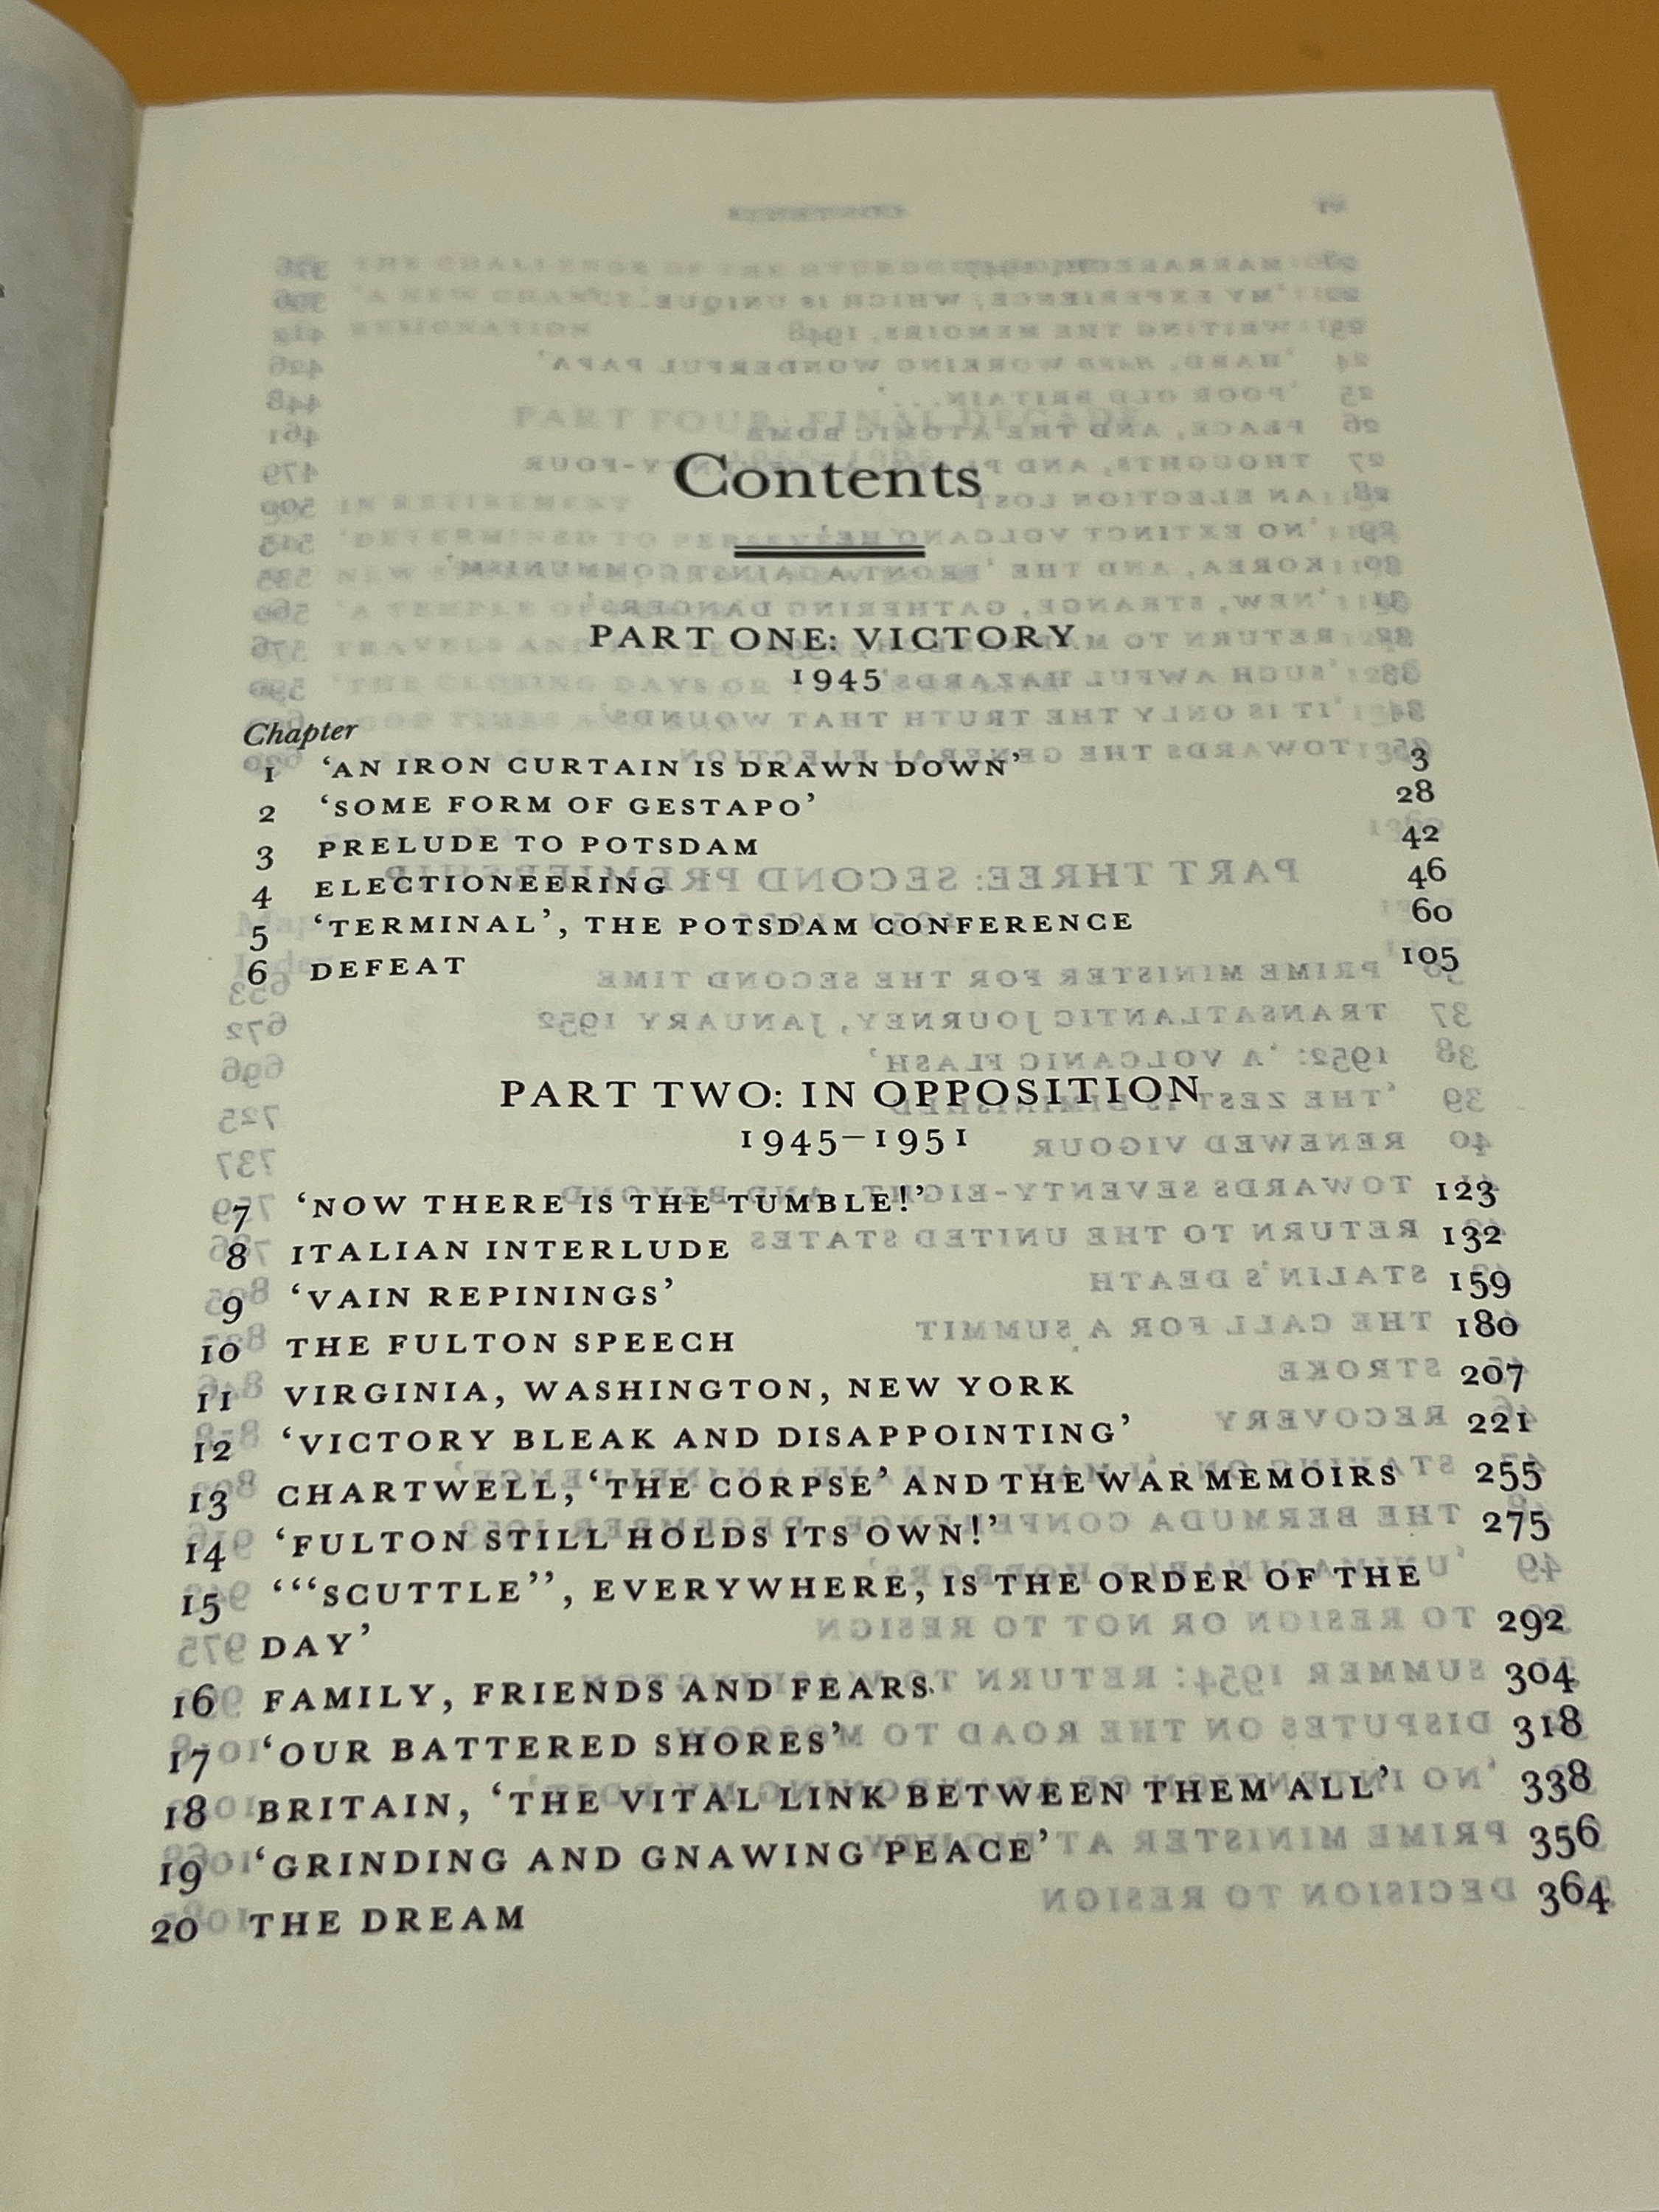 Contents
PART ONE: VICTORY
1945
Chapter
1 ‘AN IRON CURTAIN IS DRAWN DOWN’ 3
2 ‘SOME FORM OF GESTAPO’ 28
3 PRELUDE TO POTSDAM 42
4 ELECTIONEERING 46
5 ‘TERMINAL’, THE POTSDAM CONFERENCE 60
6 DEFEAT 105
PART TWO: IN OPPOSITION
1945–1951
7 ‘NOW THERE IS THE TUMBLE!’ 123
8 ITALIAN INTERLUDE 132
9 ‘VAIN REPININGS’ 159
10 THE FULTON SPEECH 180
11 VIRGINIA, WASHINGTON, NEW YORK 207
12 ‘VICTORY BLEAK AND DISAPPOINTING’ 221
13 CHARTWELL, ‘THE CORPSE’ AND THE WAR MEMOIRS 255
14 ‘FULTON STILL HOLDS ITS OWN!’ 275
15 ‘“‘SCUTTLE”, EVERYWHERE, IS THE ORDER OF THE
DAY’ 292
16 FAMILY, FRIENDS AND FEARS 304
17 ‘OUR BATTERED SHORES’ 318
18 BRITAIN, ‘THE VITAL LINK BETWEEN THEM ALL’ 338
19 ‘GRINDING AND GNAWING PEACE’ 356
20 THE DREAM 364